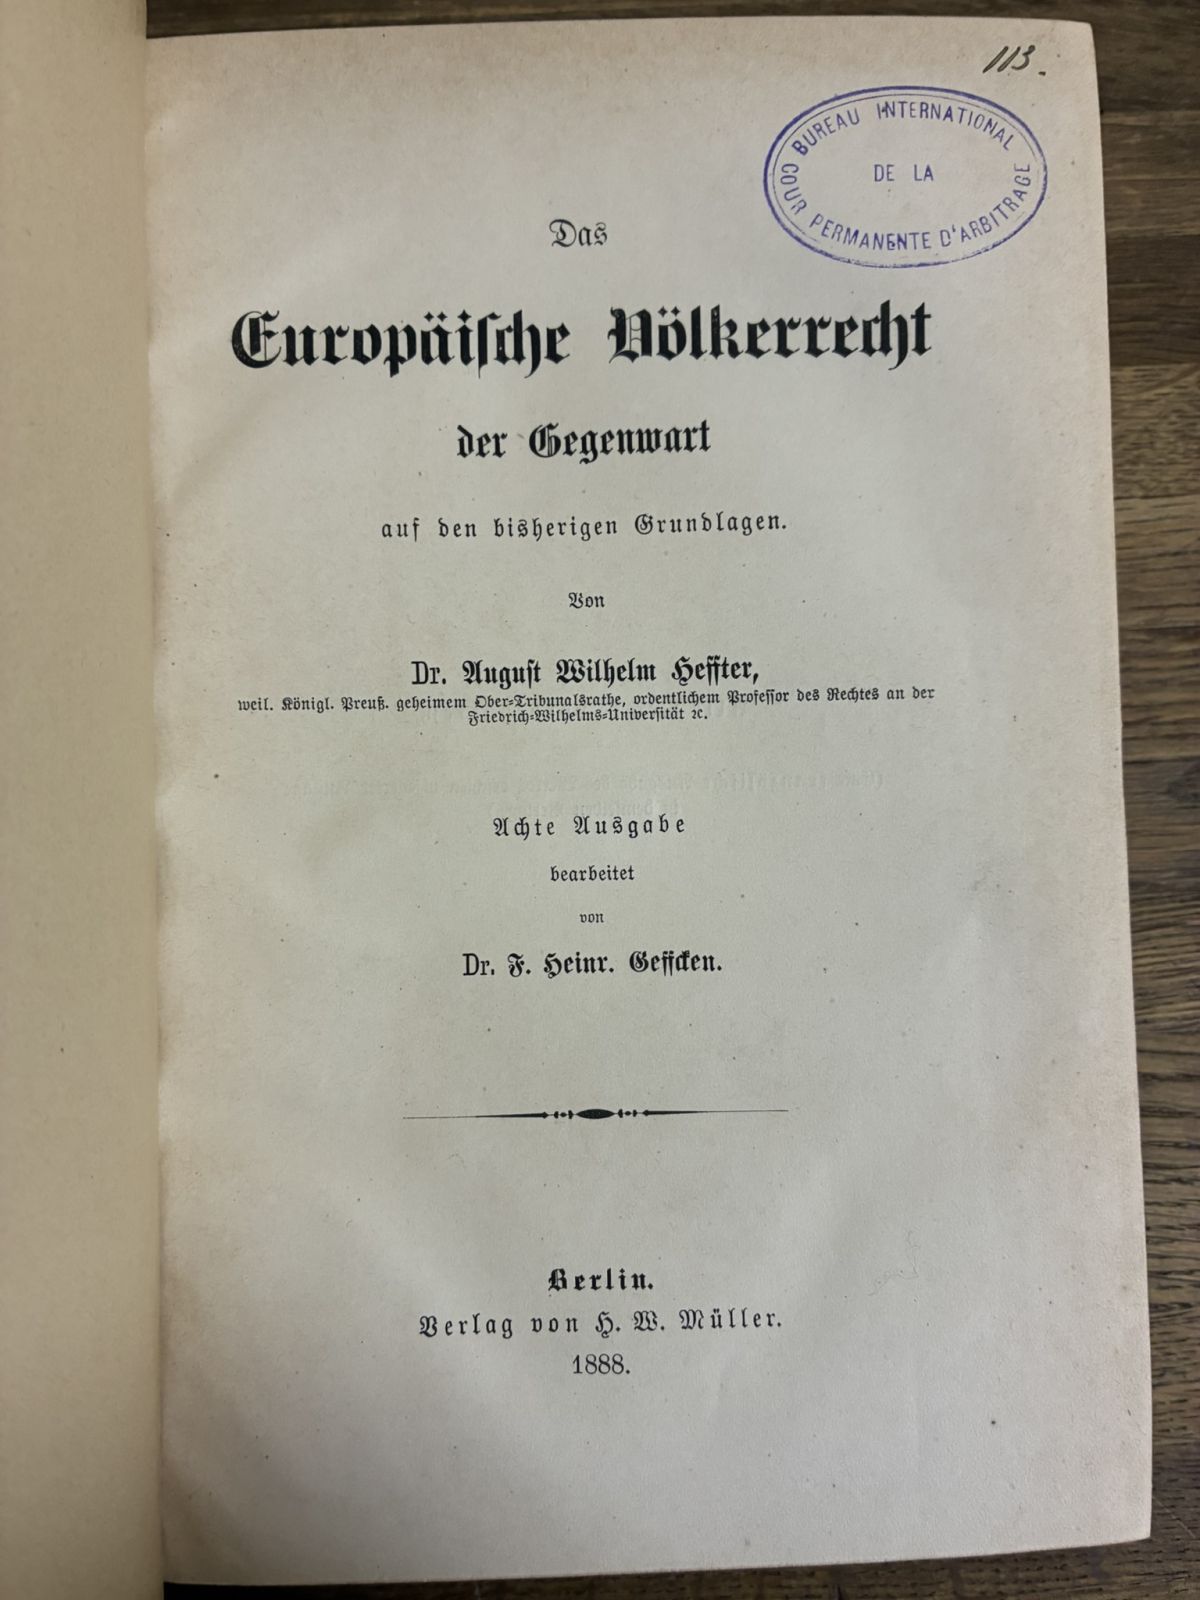 113.
BUREAU INTERNATIONAL
DE LA
COUR PERMANENTE D'ARBITRAGE
Das
Europäiſche Völkerrecht
der Gegenwart
auf den bisherigen Grundlagen.
Von
Dr. Auguſt Wilhelm Heffter,
weil. Königl. Preuß. geheimem Ober-Tribunalsrathe, ordentlichem Profeſſor des Rechtes an der
Friedrich-Wilhelms-Univerſität ꝛc.
Achte Ausgabe
bearbeitet
von
Dr. F. Heinr. Geffcken.
Berlin.
Verlag von H. W. Müller.
1888.